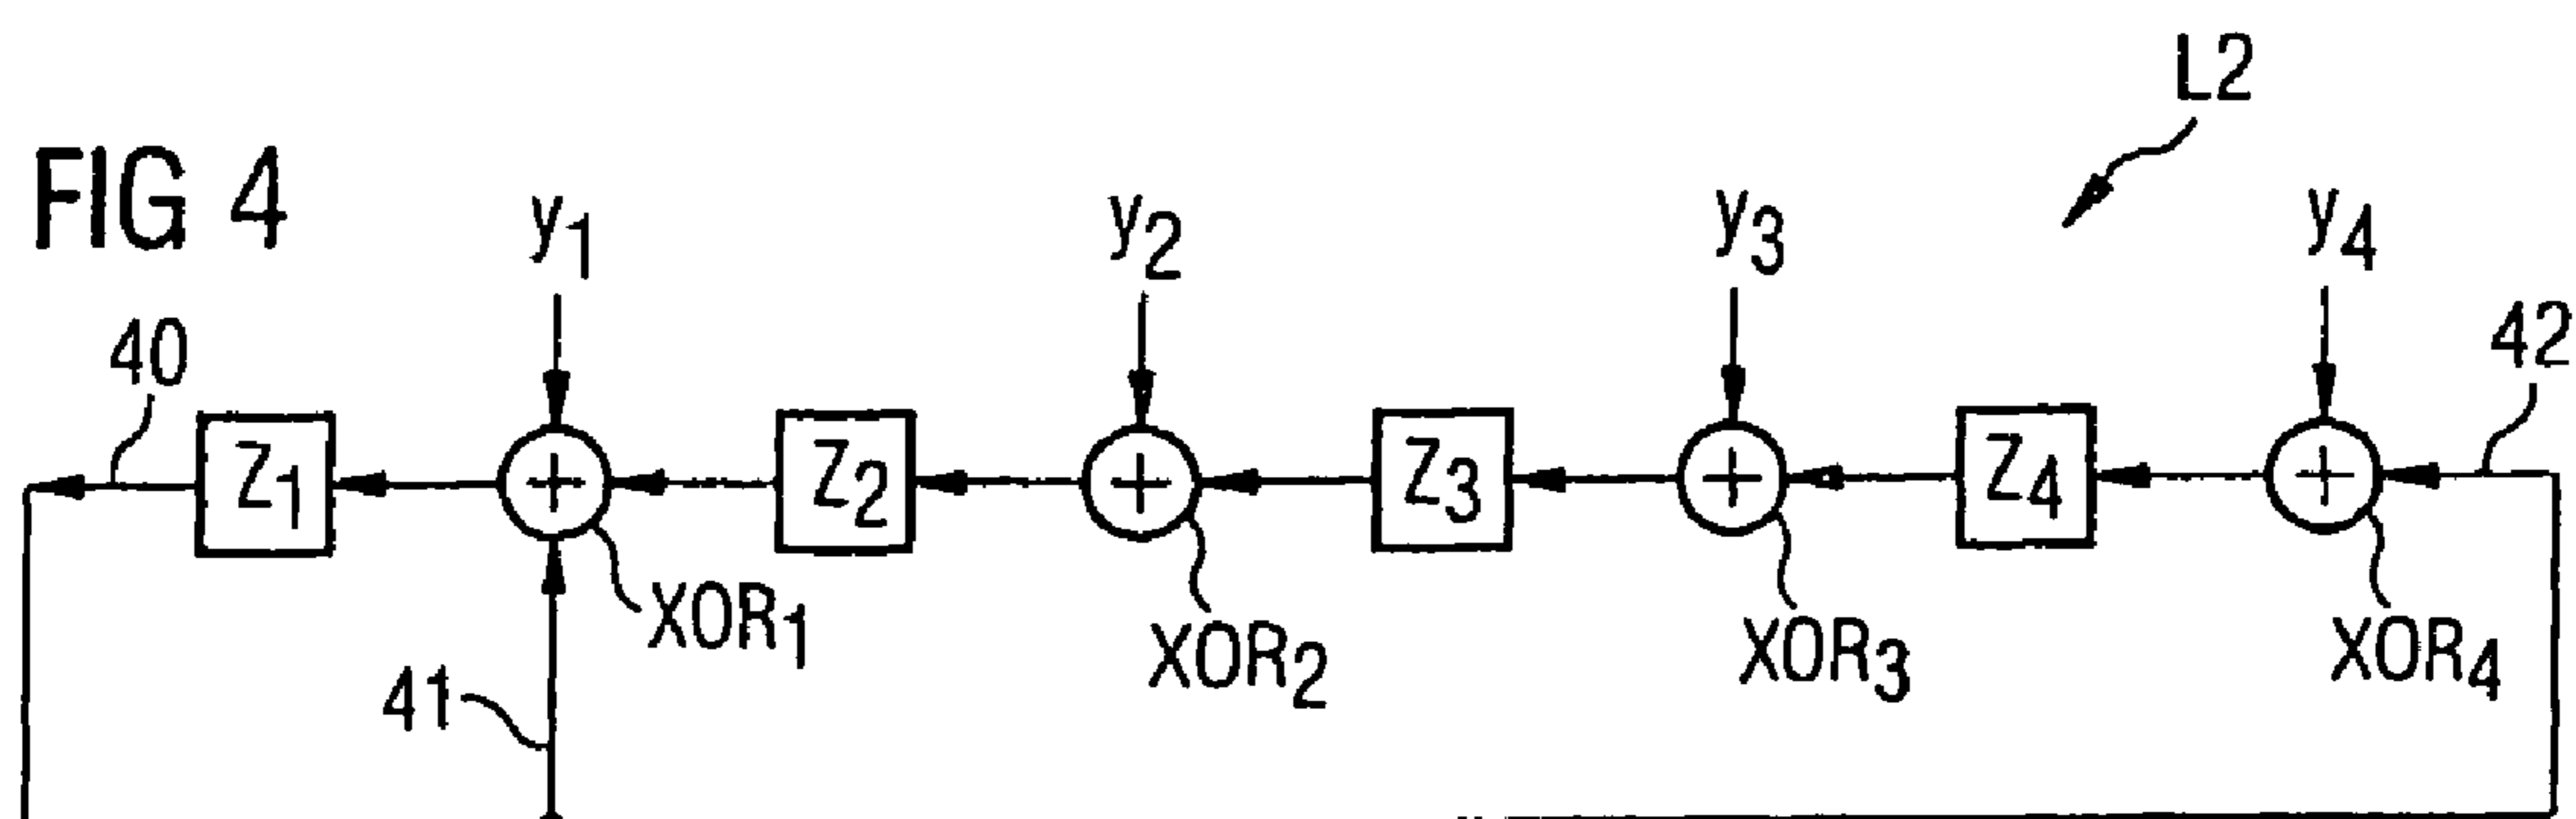 L2
FIG 4
y1 y2 y3 y4
40 42
Z1 Z2 Z3 Z4
+ + + +
XOR1 XOR2 XOR3 XOR4
41